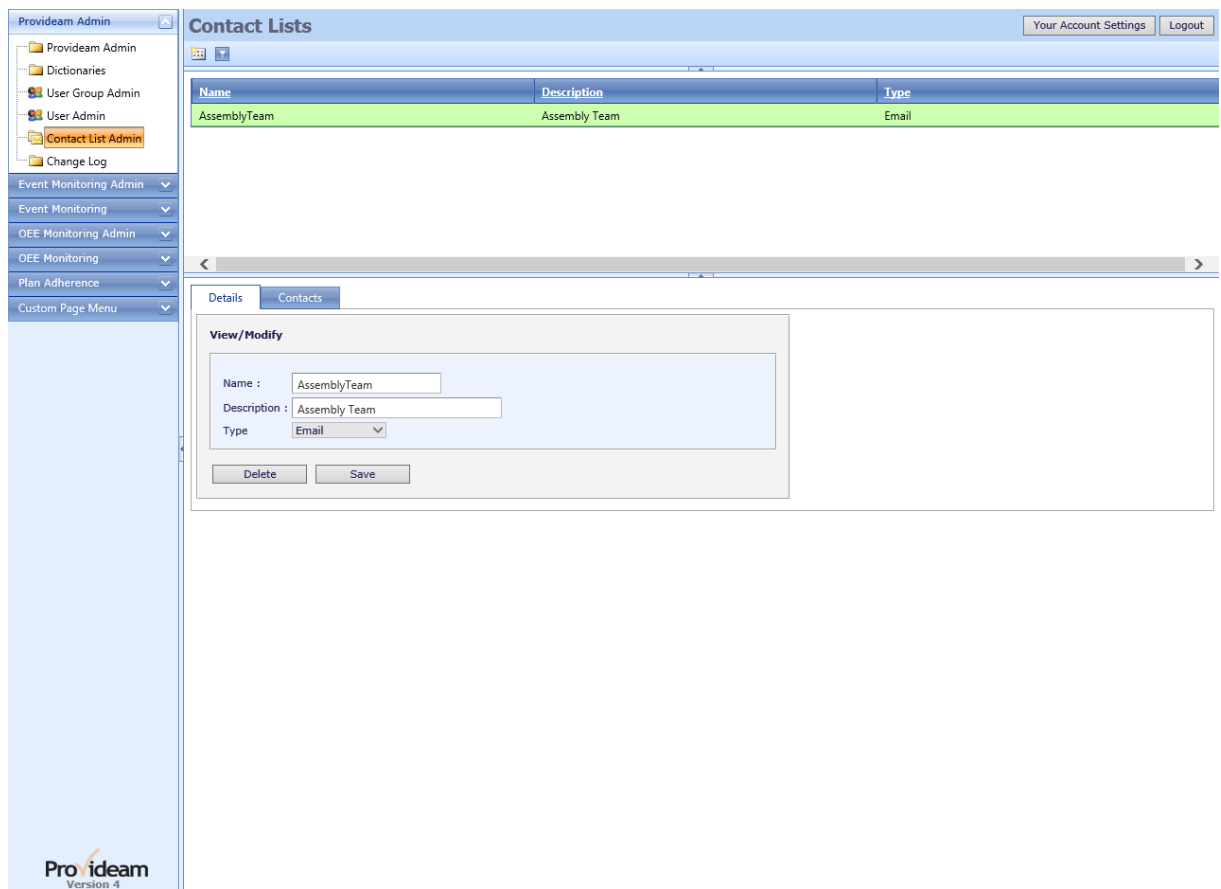 Provideam Admin
Provideam Admin
Dictionaries
User Group Admin
User Admin
Contact List Admin
Change Log
Event Monitoring Admin
Event Monitoring
OEE Monitoring Admin
OEE Monitoring
Plan Adherence
Custom Page Menu
Provideam
Version 4
Contact Lists
Your Account Settings Logout
Name Description Type
AssemblyTeam Assembly Team Email
Details Contacts
View/Modify
Name : AssemblyTeam
Description : Assembly Team
Type Email
Delete Save